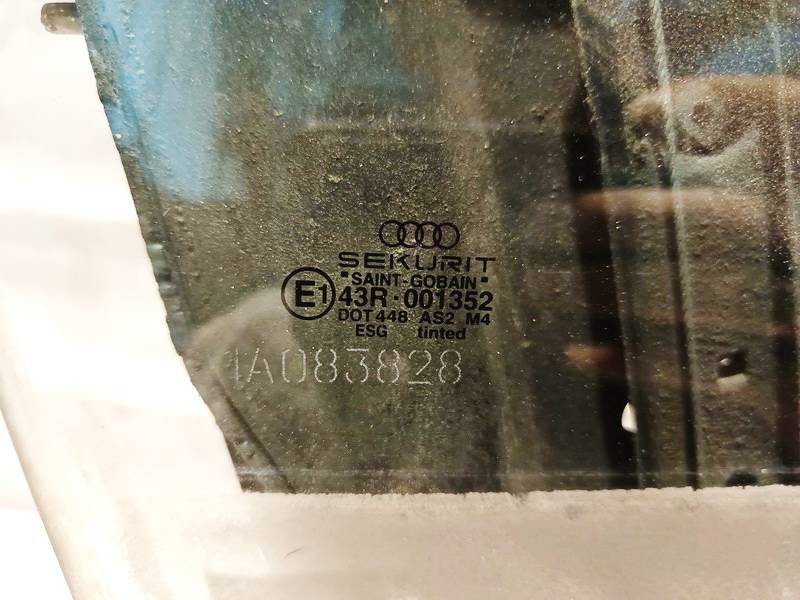 SEKURIT
"SAINT-GOBAIN"
E1 43R-001352
DOT 448 AS2 M4
ESG tinted
1A083828